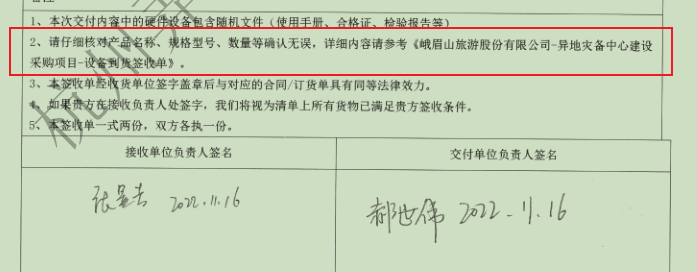 1、本次交付内容中的硬件设备包含随机文件（使用手册、合格证、检验报告等）
2、请仔细核对产品名称、规格型号、数量等确认无误，详细内容请参考《峨眉山旅游股份有限公司-异地灾备中心建设
采购项目-设备到货签收单》。
3、本签收单经收货单位签字盖章后与对应的合同/订货单具有同等法律效力。
4、如果贵方在接收负责人处签字，我们将视为清单上所有货物已满足贵方签收条件。
5、本签收单一式两份，双方各执一份。
接收单位负责人签名
交付单位负责人签名
2022.11.16
郝世伟 2022.11.16
杭州